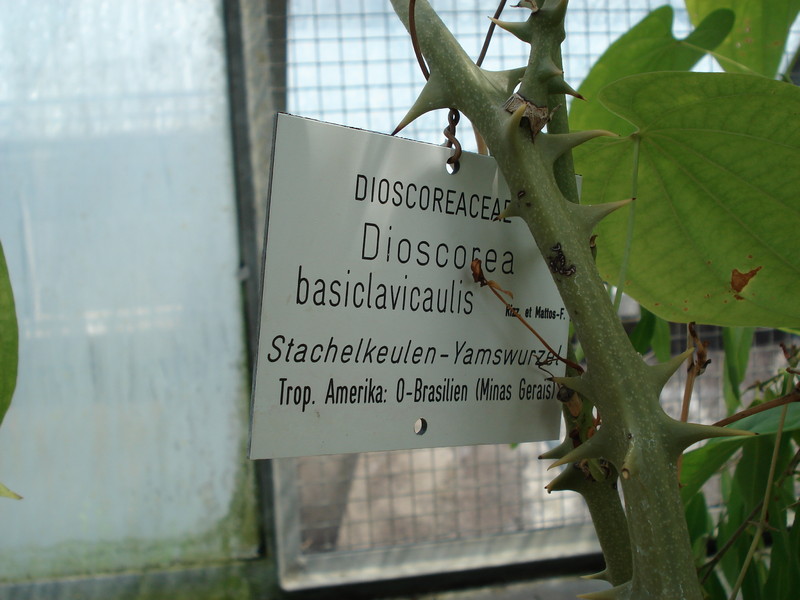 DIOSCOREACEAE
Dioscorea
basiclavicaulis Rizz. et Mattos-F.
Stachelkeulen-Yamswurzel
Trop. Amerika: O-Brasilien (Minas Gerais)